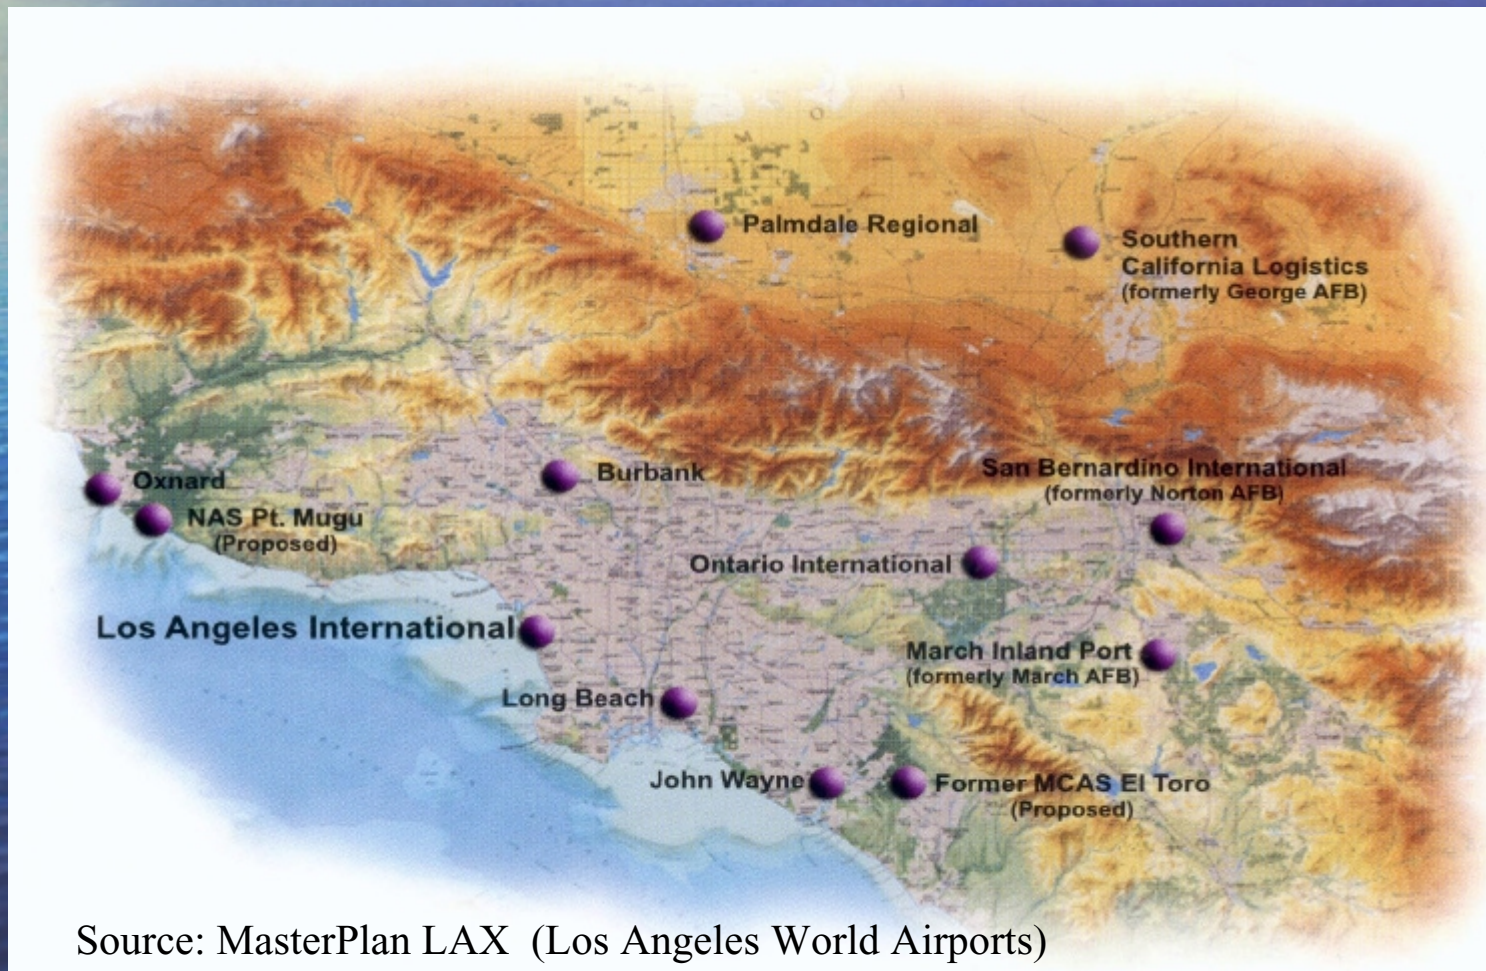 Palmdale Regional
Southern
California Logistics
(formerly George AFB)
Oxnard
NAS Pt. Mugu
(Proposed)
Burbank
San Bernardino International
(formerly Norton AFB)
Ontario International
Los Angeles International
March Inland Port
(formerly March AFB)
Long Beach
John Wayne
Former MCAS El Toro
(Proposed)
Source: MasterPlan LAX  (Los Angeles World Airports)